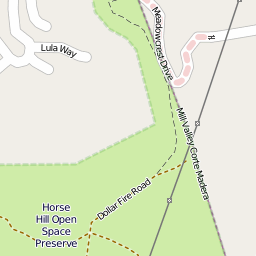 Lula Way
Meadowcrest Drive
Mill Valley
Corte Madera
Dollar Fire Road
Horse
Hill Open
Space
Preserve